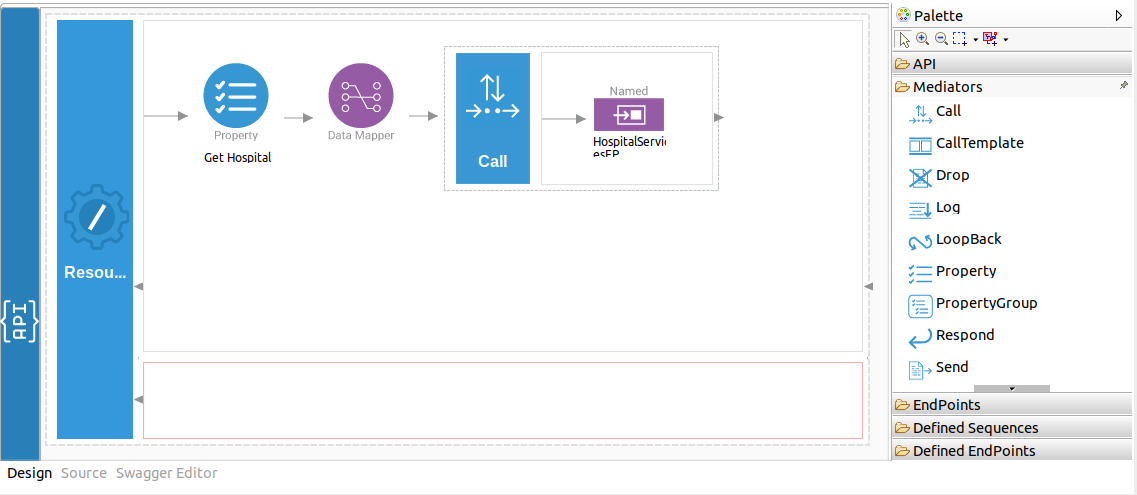 Palette
API
Mediators
Call
CallTemplate
Drop
Log
LoopBack
Property
PropertyGroup
Respond
Send
EndPoints
Defined Sequences
Defined EndPoints
{API}
Resou...
Property
Get Hospital
Data Mapper
Call
Named
HospitalServic
esEP
Design Source Swagger Editor